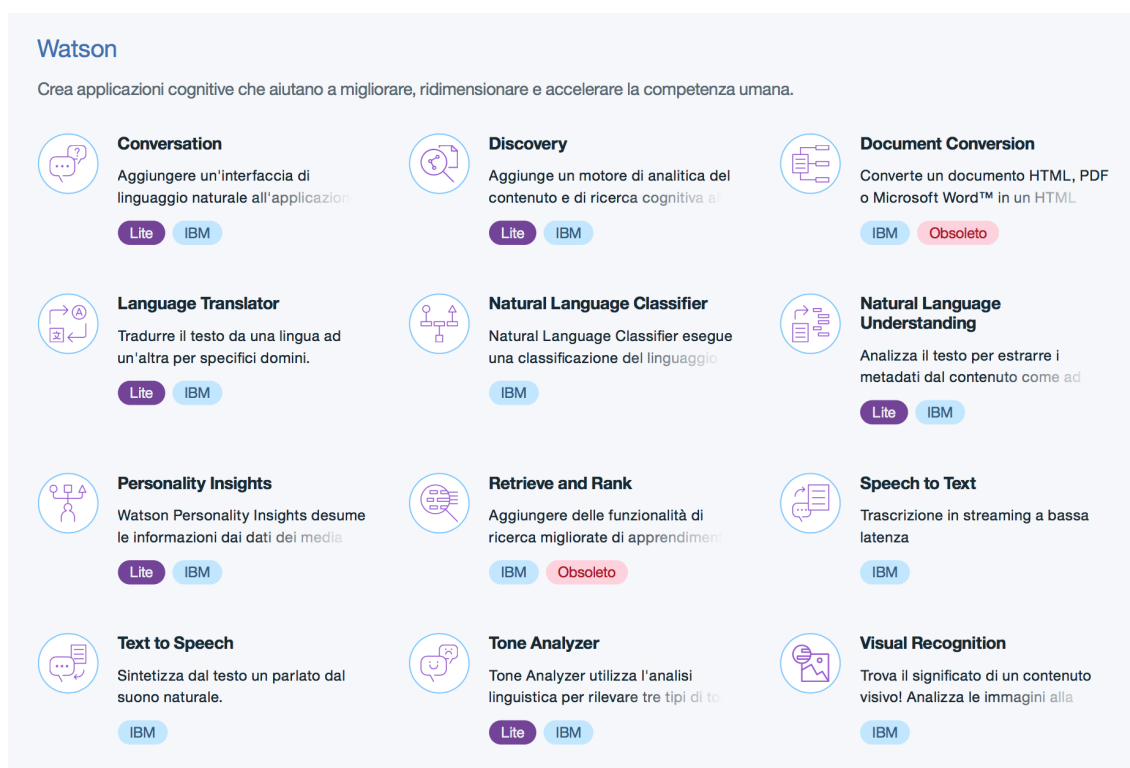 Watson
Crea applicazioni cognitive che aiutano a migliorare, ridimensionare e accelerare la competenza umana.
Conversation
Aggiungere un'interfaccia di
linguaggio naturale all'applicazion
Lite IBM
Discovery
Aggiunge un motore di analitica del
contenuto e di ricerca cognitiva al
Lite IBM
Document Conversion
Converte un documento HTML, PDF
o Microsoft Word™ in un HTML
IBM Obsoleto
Language Translator
Tradurre il testo da una lingua ad
un'altra per specifici domini.
Lite IBM
Natural Language Classifier
Natural Language Classifier esegue
una classificazione del linguaggio
IBM
Natural Language
Understanding
Analizza il testo per estrarre i
metadati dal contenuto come ad
Lite IBM
Personality Insights
Watson Personality Insights desume
le informazioni dai dati dei media
Lite IBM
Retrieve and Rank
Aggiungere delle funzionalità di
ricerca migliorate di apprendimen
IBM Obsoleto
Speech to Text
Trascrizione in streaming a bassa
latenza
IBM
Text to Speech
Sintetizza dal testo un parlato dal
suono naturale.
IBM
Tone Analyzer
Tone Analyzer utilizza l'analisi
linguistica per rilevare tre tipi di to
Lite IBM
Visual Recognition
Trova il significato di un contenuto
visivo! Analizza le immagini alla
IBM